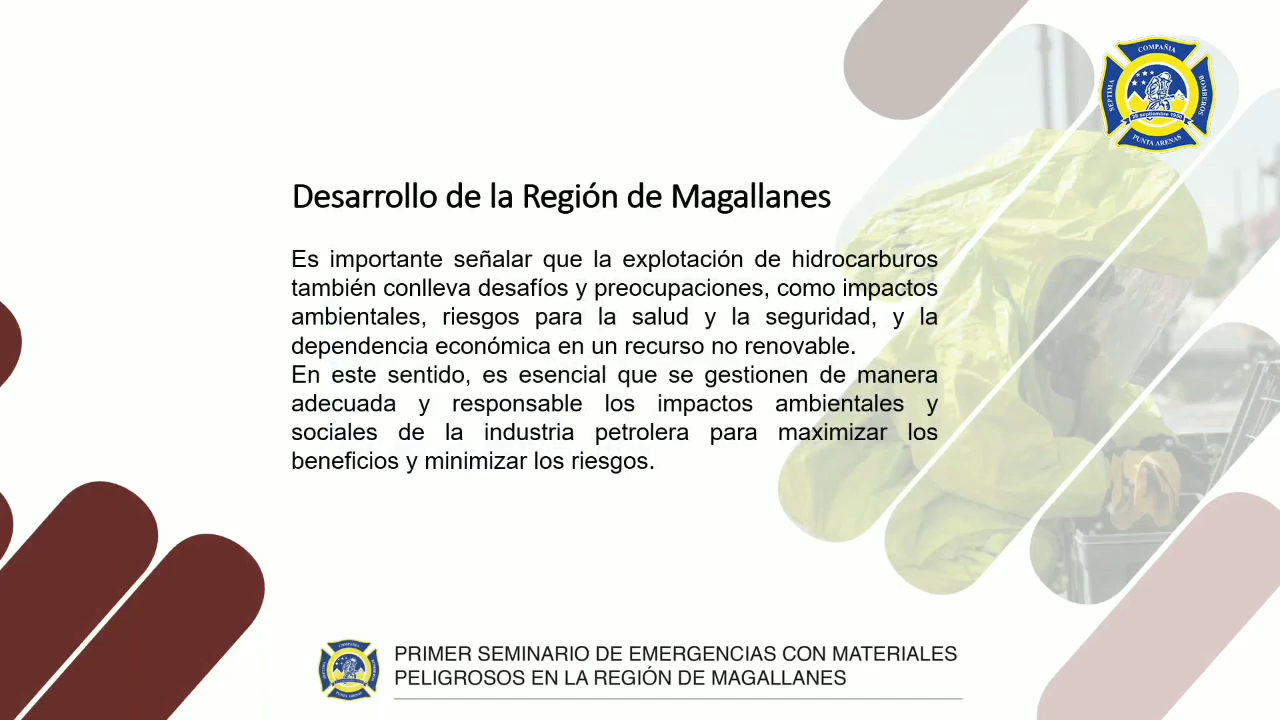 COMPAÑIA
SEPTIMA
BOMBEROS
28 septiembre 1950
PUNTA ARENAS
Desarrollo de la Región de Magallanes
Es importante señalar que la explotación de hidrocarburos
también conlleva desafíos y preocupaciones, como impactos
ambientales, riesgos para la salud y la seguridad, y la
dependencia económica en un recurso no renovable.
En este sentido, es esencial que se gestionen de manera
adecuada y responsable los impactos ambientales y
sociales de la industria petrolera para maximizar los
beneficios y minimizar los riesgos.
PRIMER SEMINARIO DE EMERGENCIAS CON MATERIALES
PELIGROSOS EN LA REGIÓN DE MAGALLANES